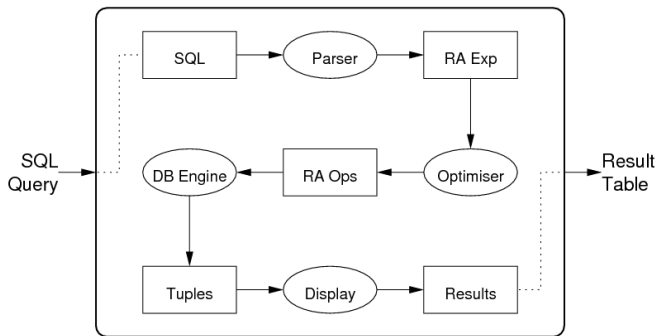 SQL
Parser
RA Exp
SQL
Query
DB Engine
RA Ops
Optimiser
Result
Table
Tuples
Display
Results